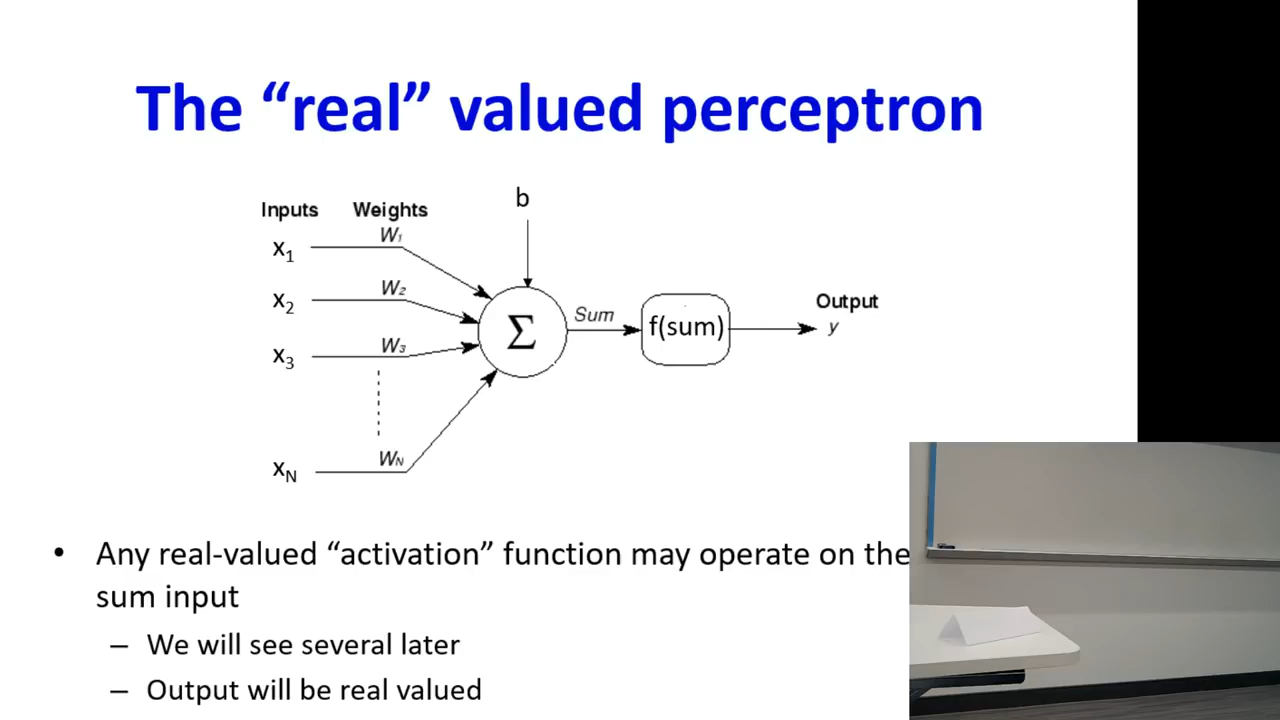 The “real” valued perceptron
b
Inputs Weights
x₁ W₁
x₂ W₂
x₃ W₃
xN WN
Σ
Sum
f(sum)
Output
y
• Any real-valued “activation” function may operate on the
sum input
– We will see several later
– Output will be real valued